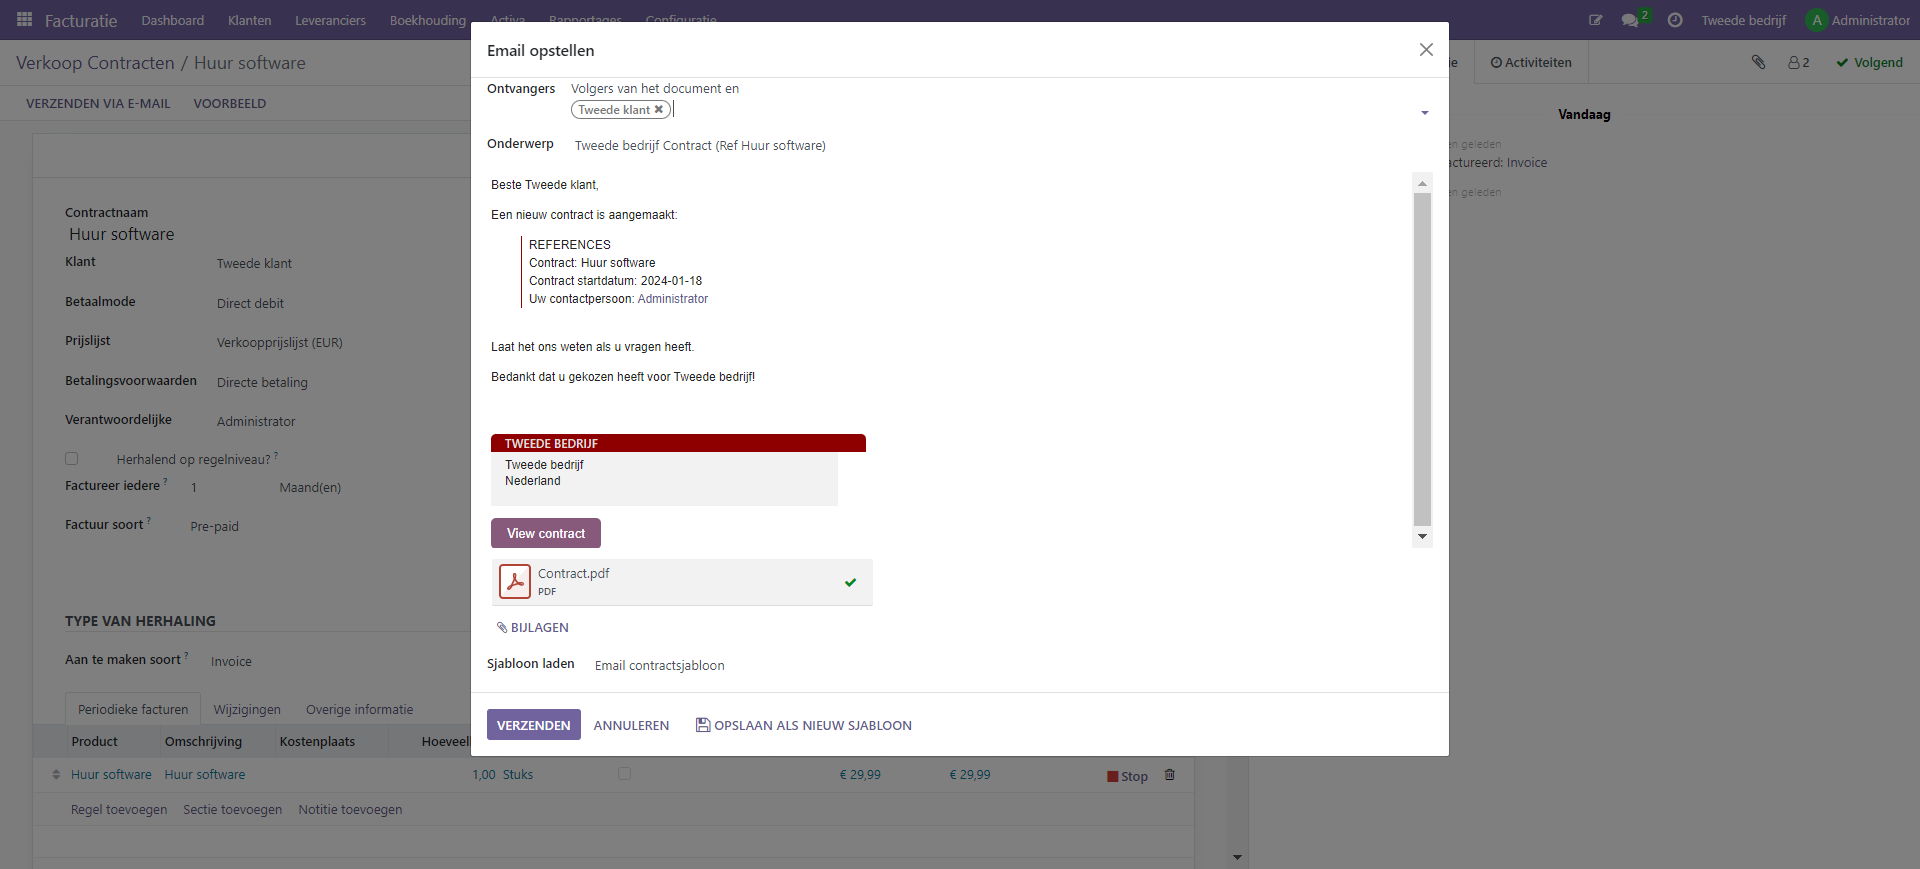 Facturatie Dashboard Klanten Leveranciers Boekhouding Activa Rapportages Configuratie 2 Tweede bedrijf A Administrator
Verkoop Contracten / Huur software
Activiteiten 2 Volgend
VERZENDEN VIA E-MAIL VOORBEELD
Vandaag
geleden
Invoice
geleden
Contractnaam
Huur software
Klant Tweede klant
Betaalmode Direct debit
Prijslijst Verkoopprijslijst (EUR)
Betalingsvoorwaarden Directe betaling
Verantwoordelijke Administrator
Herhalend op regelniveau? ?
Factureer iedere ? 1 Maand(en)
Factuur soort ? Pre-paid
TYPE VAN HERHALING
Aan te maken soort ? Invoice
Periodieke facturen Wijzigingen Overige informatie
Product Omschrijving Kostenplaats
Huur software Huur software 1,00 Stuks € 29,99 € 29,99 Stop
Regel toevoegen Sectie toevoegen Notitie toevoegen
Email opstellen
Ontvangers Volgers van het document en
Tweede klant
Onderwerp Tweede bedrijf Contract (Ref Huur software)
Beste Tweede klant,
Een nieuw contract is aangemaakt:
REFERENCES
Contract: Huur software
Contract startdatum: 2024-01-18
Uw contactpersoon: Administrator
Laat het ons weten als u vragen heeft.
Bedankt dat u gekozen heeft voor Tweede bedrijf!
TWEEDE BEDRIJF
Tweede bedrijf
Nederland
View contract
Contract.pdf
PDF
BIJLAGEN
Sjabloon laden Email contractsjabloon
VERZENDEN ANNULEREN OPSLAAN ALS NIEUW SJABLOON